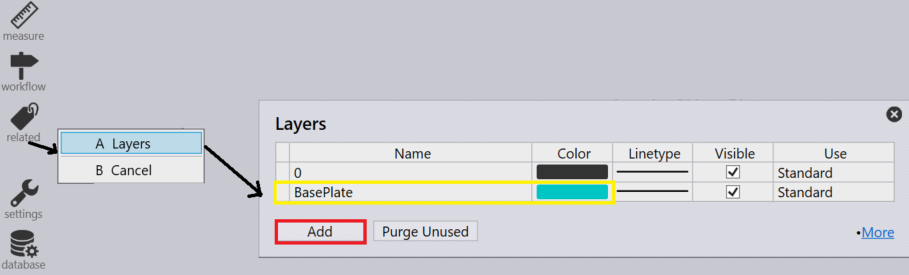 measure
workflow
related
settings
database
A Layers
B Cancel
Layers
Name Color Linetype Visible Use
0 Standard
BasePlate Standard
Add Purge Unused •More